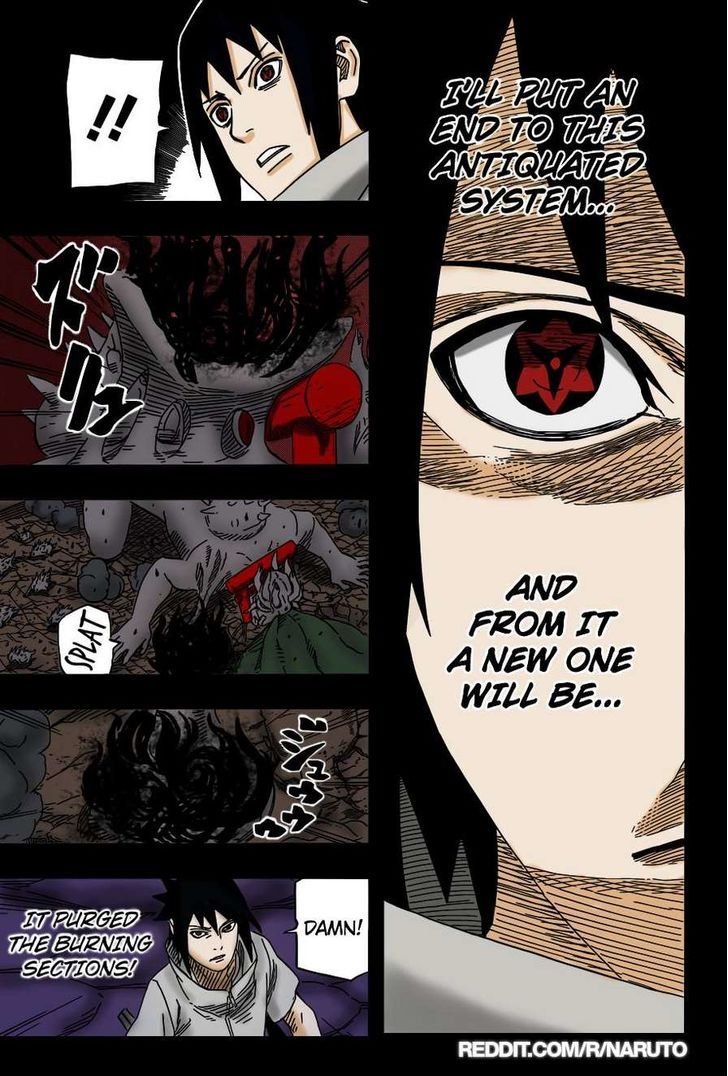 I'LL PUT AN
END TO THIS
ANTIQUATED
SYSTEM...
AND
FROM IT
A NEW ONE
WILL BE...
!!
ズ
リュ
SPLAT
シュ
ウウウ
DAMN!
IT PURGED
THE BURNING
SECTIONS!
REDDIT.COM/R/NARUTO